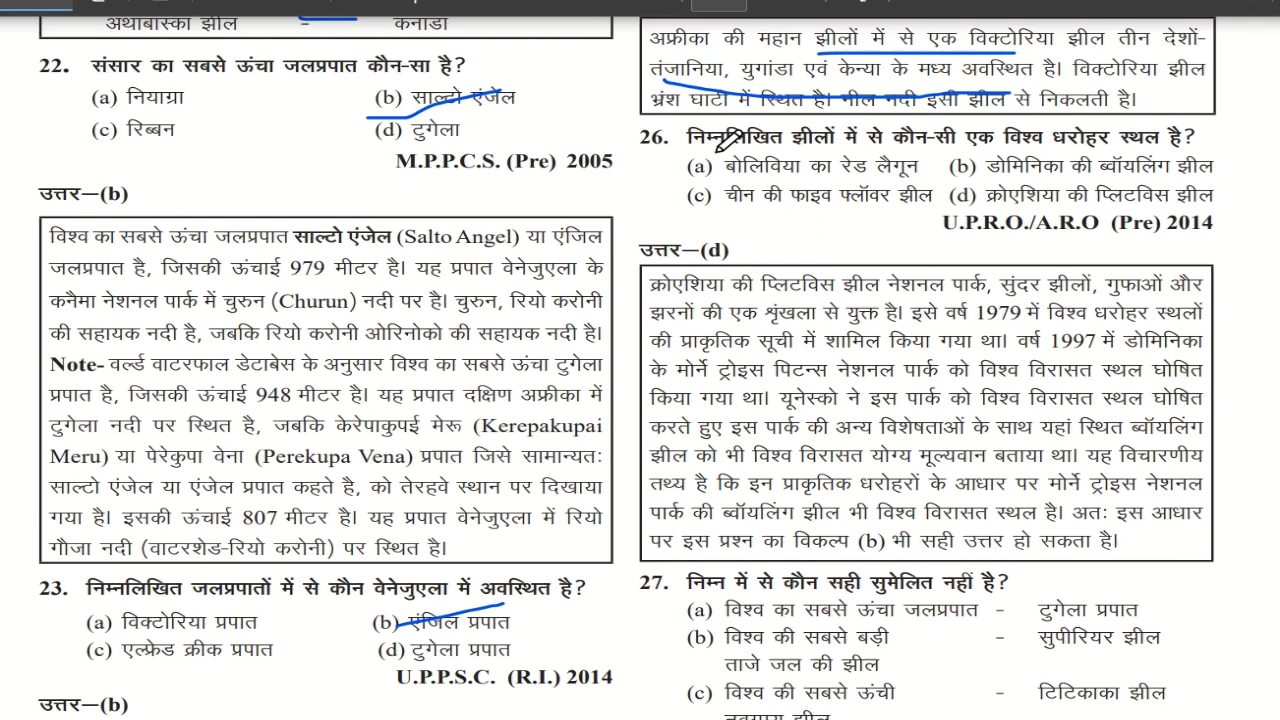 अथाबास्का झील - कनाडा
22. संसार का सबसे ऊंचा जलप्रपात कौन-सा है?
(a) नियाग्रा (b) साल्टो एंजेल
(c) रिब्बन (d) टुगेला
M.P.P.C.S. (Pre) 2005
उत्तर—(b)
विश्व का सबसे ऊंचा जलप्रपात साल्टो एंजेल (Salto Angel) या एंजिल
जलप्रपात है, जिसकी ऊंचाई 979 मीटर है। यह प्रपात वेनेजुएला के
कनैमा नेशनल पार्क में चुरुन (Churun) नदी पर है। चुरुन, रियो करोनी
की सहायक नदी है, जबकि रियो करोनी ओरिनोको की सहायक नदी है।
Note- वर्ल्ड वाटरफाल डेटाबेस के अनुसार विश्व का सबसे ऊंचा टुगेला
प्रपात है, जिसकी ऊंचाई 948 मीटर है। यह प्रपात दक्षिण अफ्रीका में
टुगेला नदी पर स्थित है, जबकि केरेपाकुपई मेरू (Kerepakupai
Meru) या पेरेकुपा वेना (Perekupa Vena) प्रपात जिसे सामान्यतः
साल्टो एंजेल या एंजेल प्रपात कहते है, को तेरहवे स्थान पर दिखाया
गया है। इसकी ऊंचाई 807 मीटर है। यह प्रपात वेनेजुएला में रियो
गौजा नदी (वाटरशेड-रियो करोनी) पर स्थित है।
23. निम्नलिखित जलप्रपातों में से कौन वेनेजुएला में अवस्थित है?
(a) विक्टोरिया प्रपात (b) एंजिल प्रपात
(c) एल्फ्रेड क्रीक प्रपात (d) टुगेला प्रपात
U.P.P.S.C. (R.I.) 2014
उत्तर—(b)
अफ्रीका की महान झीलों में से एक विक्टोरिया झील तीन देशों-
तंजानिया, युगांडा एवं केन्या के मध्य अवस्थित है। विक्टोरिया झील
भ्रंश घाटी में स्थित है। नील नदी इसी झील से निकलती है।
26. निम्नलिखित झीलों में से कौन-सी एक विश्व धरोहर स्थल है?
(a) बोलिविया का रेड लैगून (b) डोमिनिका की ब्वॉयलिंग झील
(c) चीन की फाइव फ्लॉवर झील (d) क्रोएशिया की प्लिटविस झील
U.P.R.O./A.R.O (Pre) 2014
उत्तर—(d)
क्रोएशिया की प्लिटविस झील नेशनल पार्क, सुंदर झीलों, गुफाओं और
झरनों की एक शृंखला से युक्त है। इसे वर्ष 1979 में विश्व धरोहर स्थलों
की प्राकृतिक सूची में शामिल किया गया था। वर्ष 1997 में डोमिनिका
के मोर्ने ट्रोइस पिटन्स नेशनल पार्क को विश्व विरासत स्थल घोषित
किया गया था। यूनेस्को ने इस पार्क को विश्व विरासत स्थल घोषित
करते हुए इस पार्क की अन्य विशेषताओं के साथ यहां स्थित ब्वॉयलिंग
झील को भी विश्व विरासत योग्य मूल्यवान बताया था। यह विचारणीय
तथ्य है कि इन प्राकृतिक धरोहरों के आधार पर मोर्ने ट्रोइस नेशनल
पार्क की ब्वॉयलिंग झील भी विश्व विरासत स्थल है। अतः इस आधार
पर इस प्रश्न का विकल्प (b) भी सही उत्तर हो सकता है।
27. निम्न में से कौन सही सुमेलित नहीं है?
(a) विश्व का सबसे ऊंचा जलप्रपात - टुगेला प्रपात
(b) विश्व की सबसे बड़ी - सुपीरियर झील
ताजे जल की झील
(c) विश्व की सबसे ऊंची - टिटिकाका झील